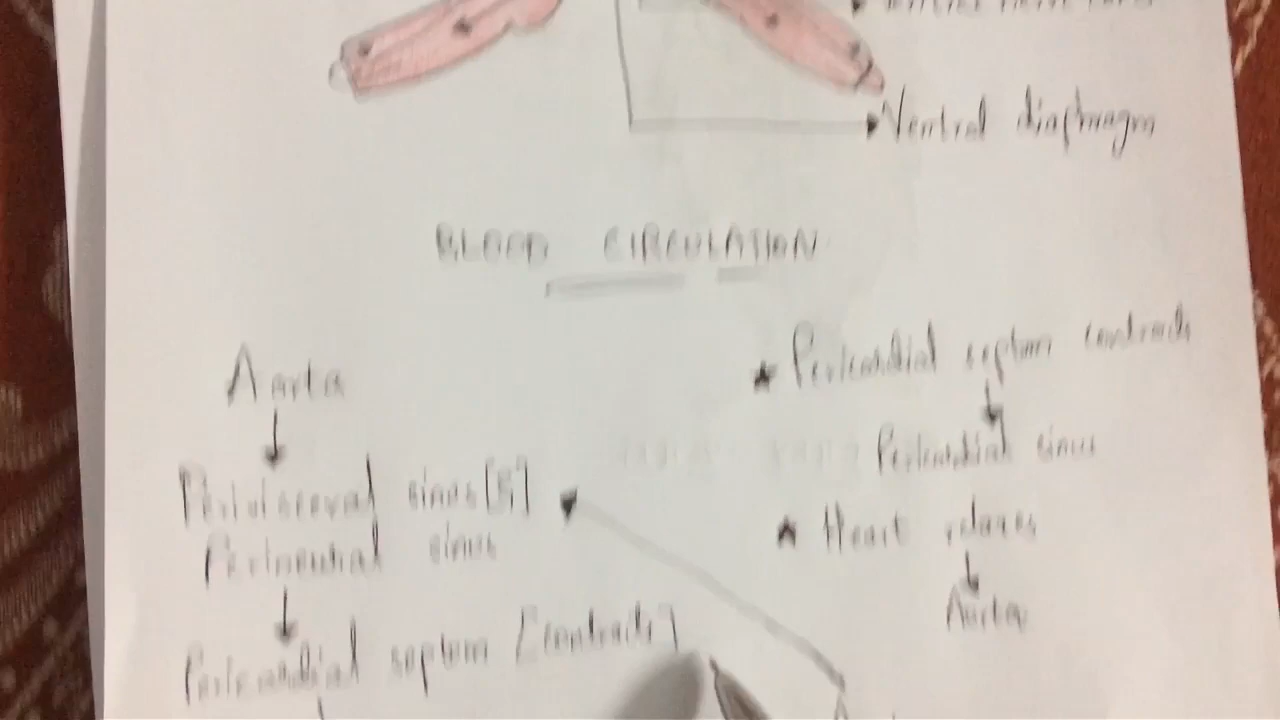 Ventral diaphragm
BLOOD CIRCULATION
Aorta
Perivisceral sinus[S]
Perineural sinus
Pericardial septum [contracts]
★ Pericardial septum contracts
Pericardial sinus
★ Heart relaxes
Aorta